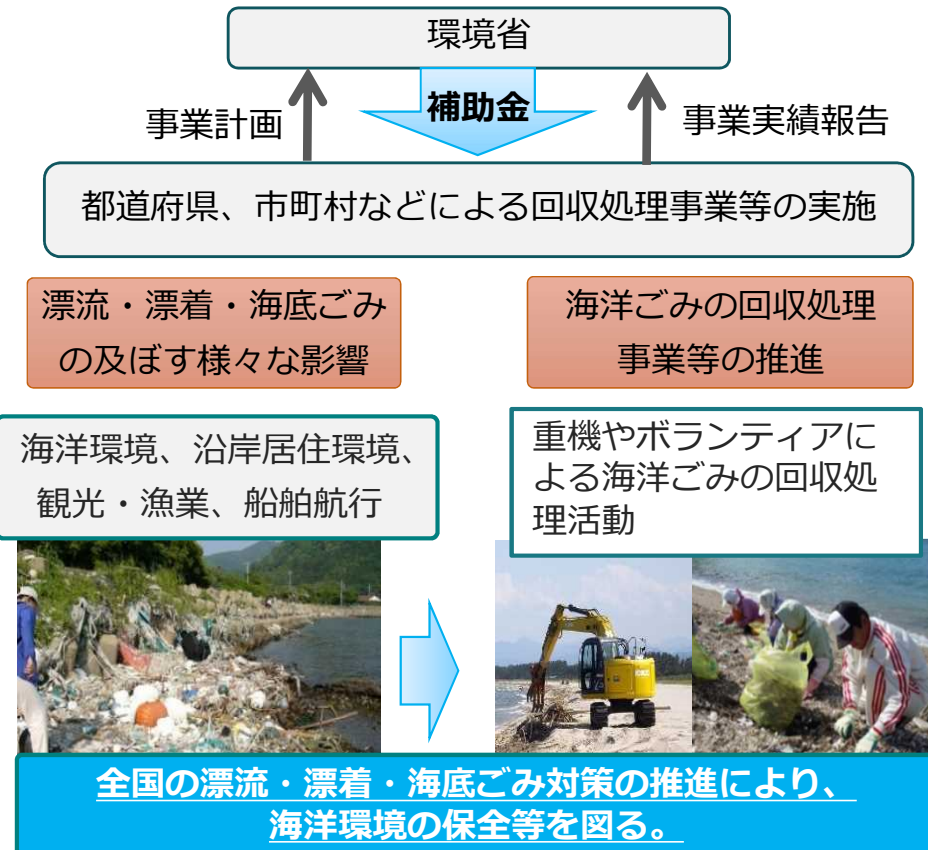 環境省
補助金
事業計画
事業実績報告
都道府県、市町村などによる回収処理事業等の実施
漂流・漂着・海底ごみ
の及ぼす様々な影響
海洋ごみの回収処理
事業等の推進
海洋環境、沿岸居住環境、
観光・漁業、船舶航行
重機やボランティアに
よる海洋ごみの回収処
理活動
全国の漂流・漂着・海底ごみ対策の推進により、
海洋環境の保全等を図る。